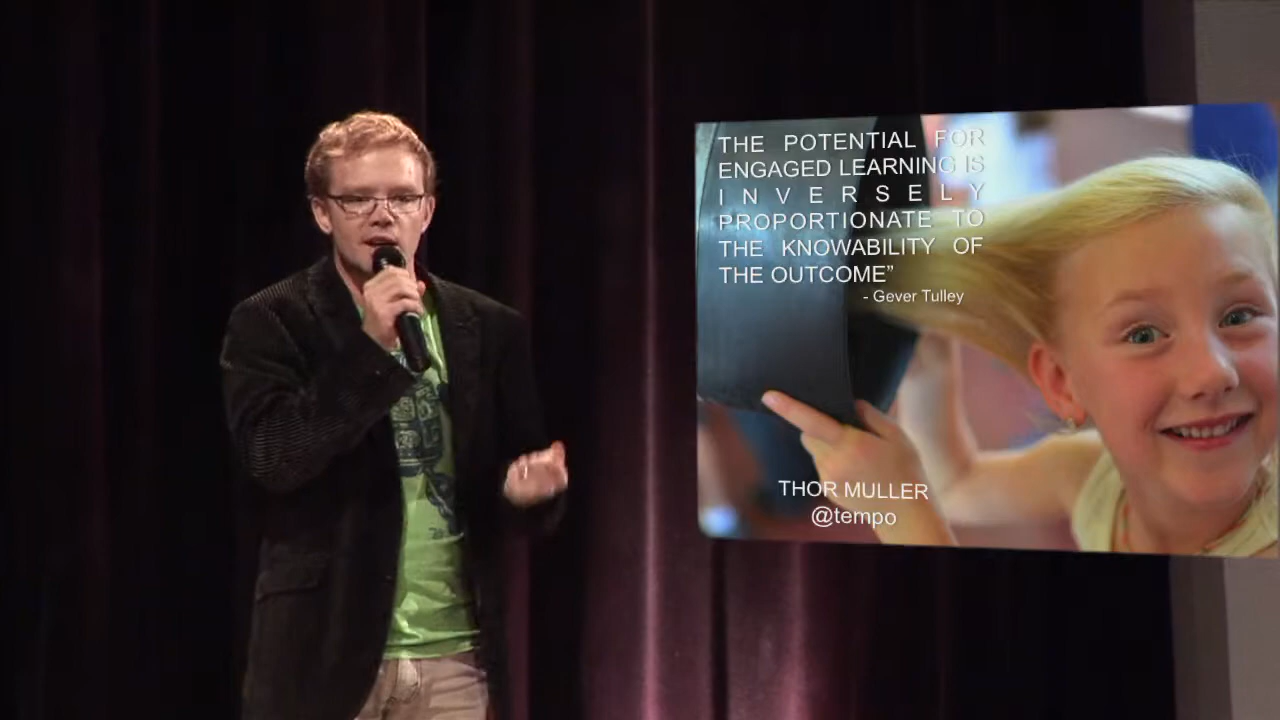 THE POTENTIAL FOR
ENGAGED LEARNING IS
INVERSELY
PROPORTIONATE TO
THE KNOWABILITY OF
THE OUTCOME”
- Gever Tulley
THOR MULLER
@tempo